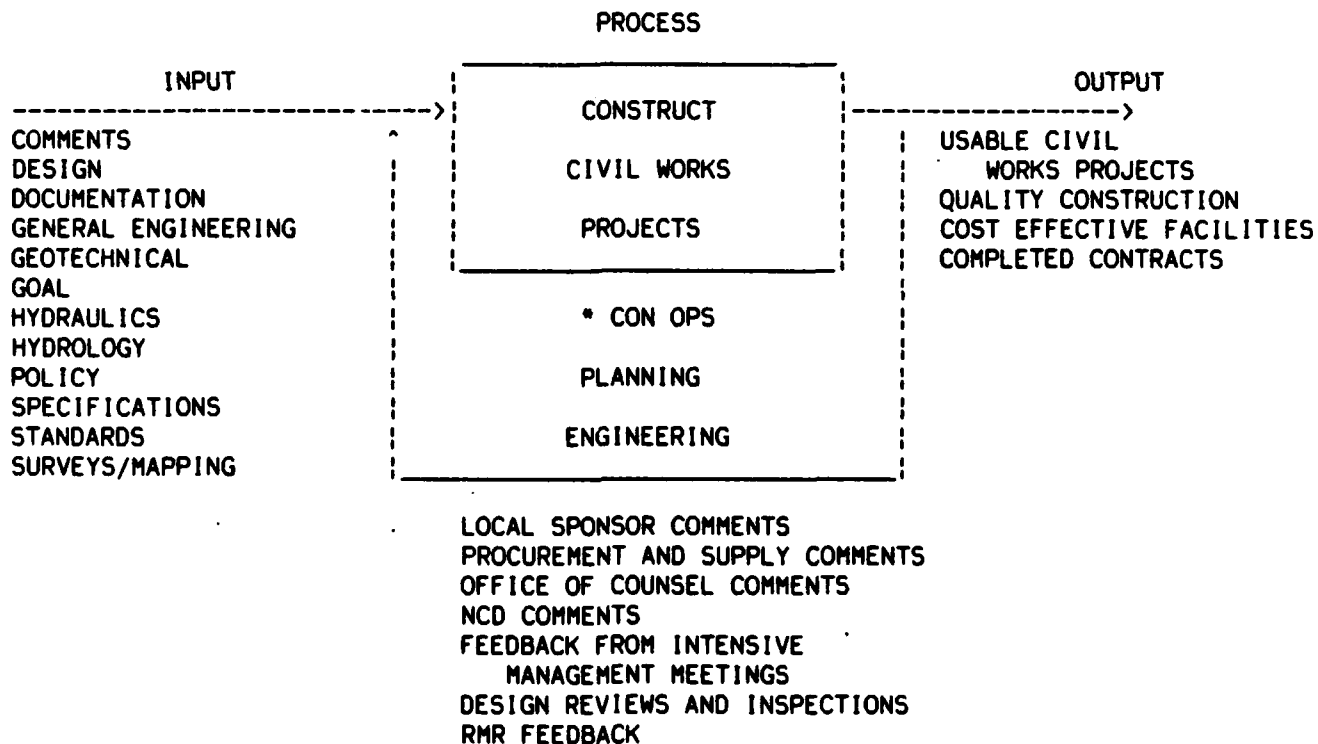 PROCESS
INPUT
OUTPUT
CONSTRUCT
CIVIL WORKS
PROJECTS
COMMENTS
DESIGN
DOCUMENTATION
GENERAL ENGINEERING
GEOTECHNICAL
GOAL
HYDRAULICS
HYDROLOGY
POLICY
SPECIFICATIONS
STANDARDS
SURVEYS/MAPPING
* CON OPS
PLANNING
ENGINEERING
USABLE CIVIL
WORKS PROJECTS
QUALITY CONSTRUCTION
COST EFFECTIVE FACILITIES
COMPLETED CONTRACTS
LOCAL SPONSOR COMMENTS
PROCUREMENT AND SUPPLY COMMENTS
OFFICE OF COUNSEL COMMENTS
NCD COMMENTS
FEEDBACK FROM INTENSIVE
MANAGEMENT MEETINGS
DESIGN REVIEWS AND INSPECTIONS
RMR FEEDBACK